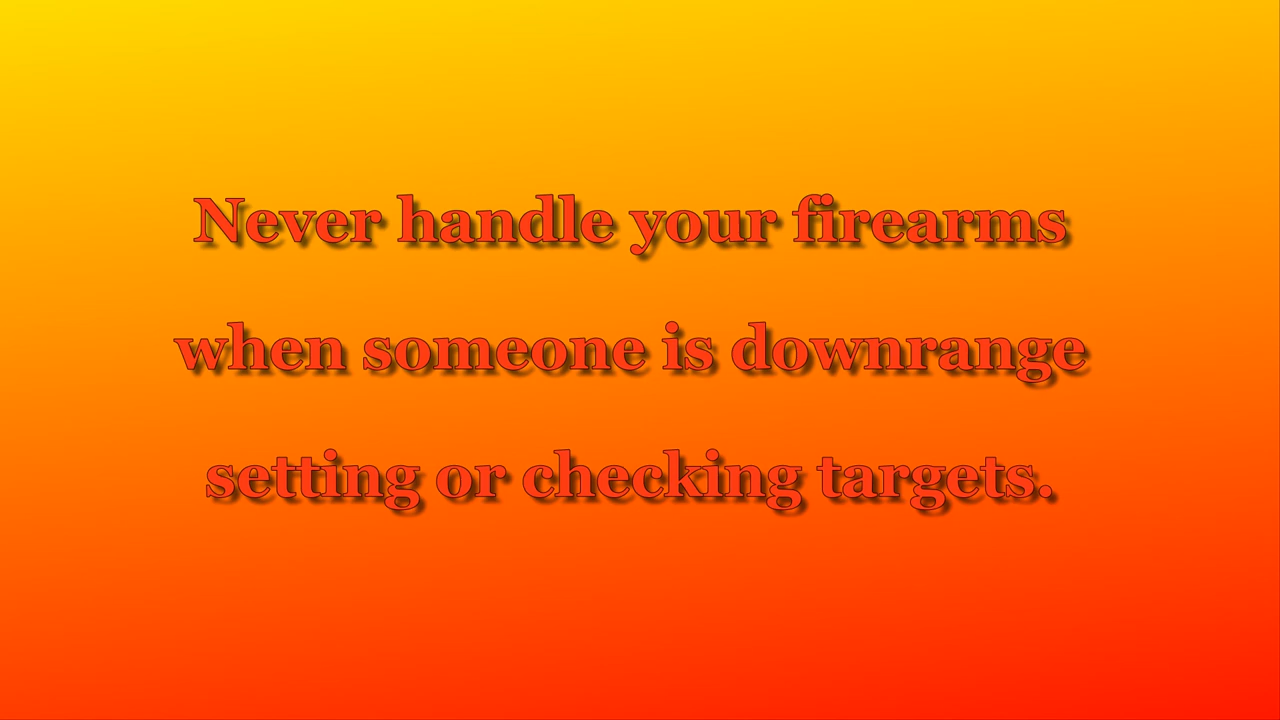 Never handle your firearms
when someone is downrange
setting or checking targets.